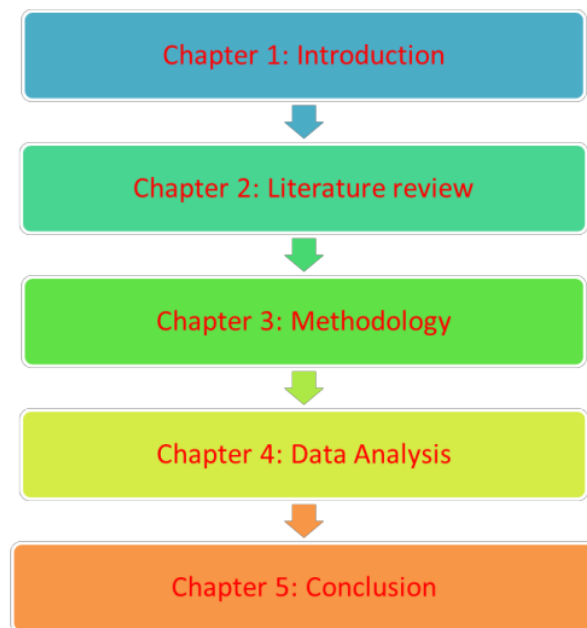 Chapter 1: Introduction
Chapter 2: Literature review
Chapter 3: Methodology
Chapter 4: Data Analysis
Chapter 5: Conclusion